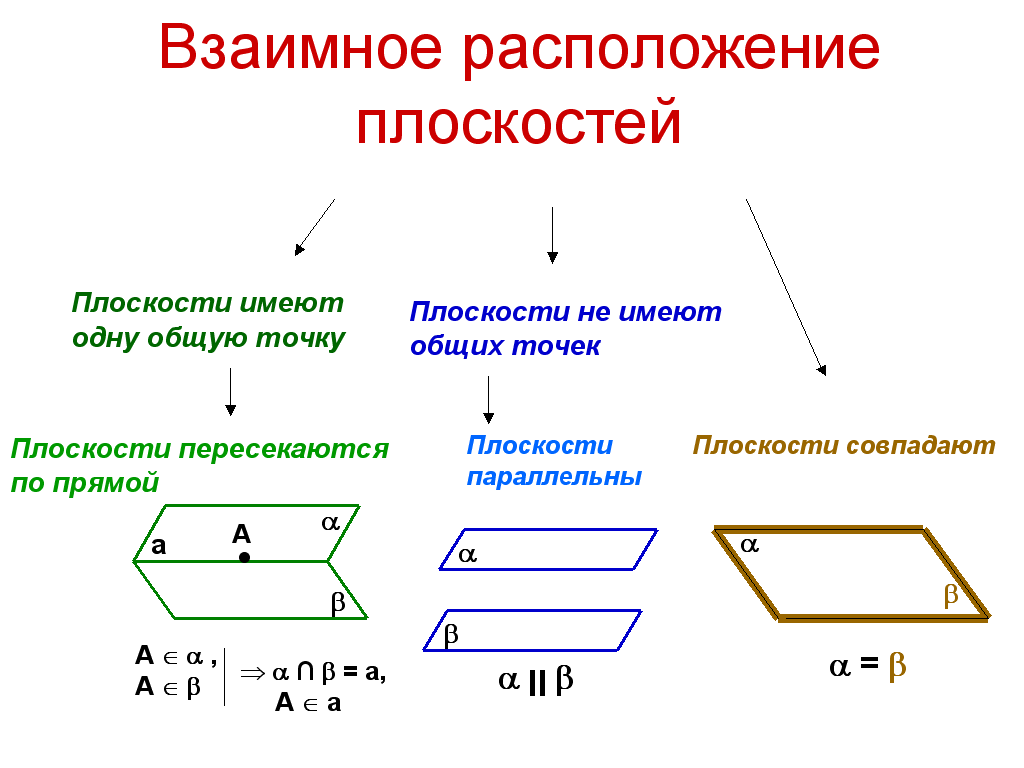 Взаимное расположение
плоскостей
Плоскости имеют
одну общую точку
Плоскости не имеют
общих точек
Плоскости пересекаются
по прямой
Плоскости
параллельны
Плоскости совпадают
a
A
α
β
A ∈ α ,
A ∈ β
⇒ α ∩ β = a,
A ∈ a
α
β
α || β
α
β
α = β